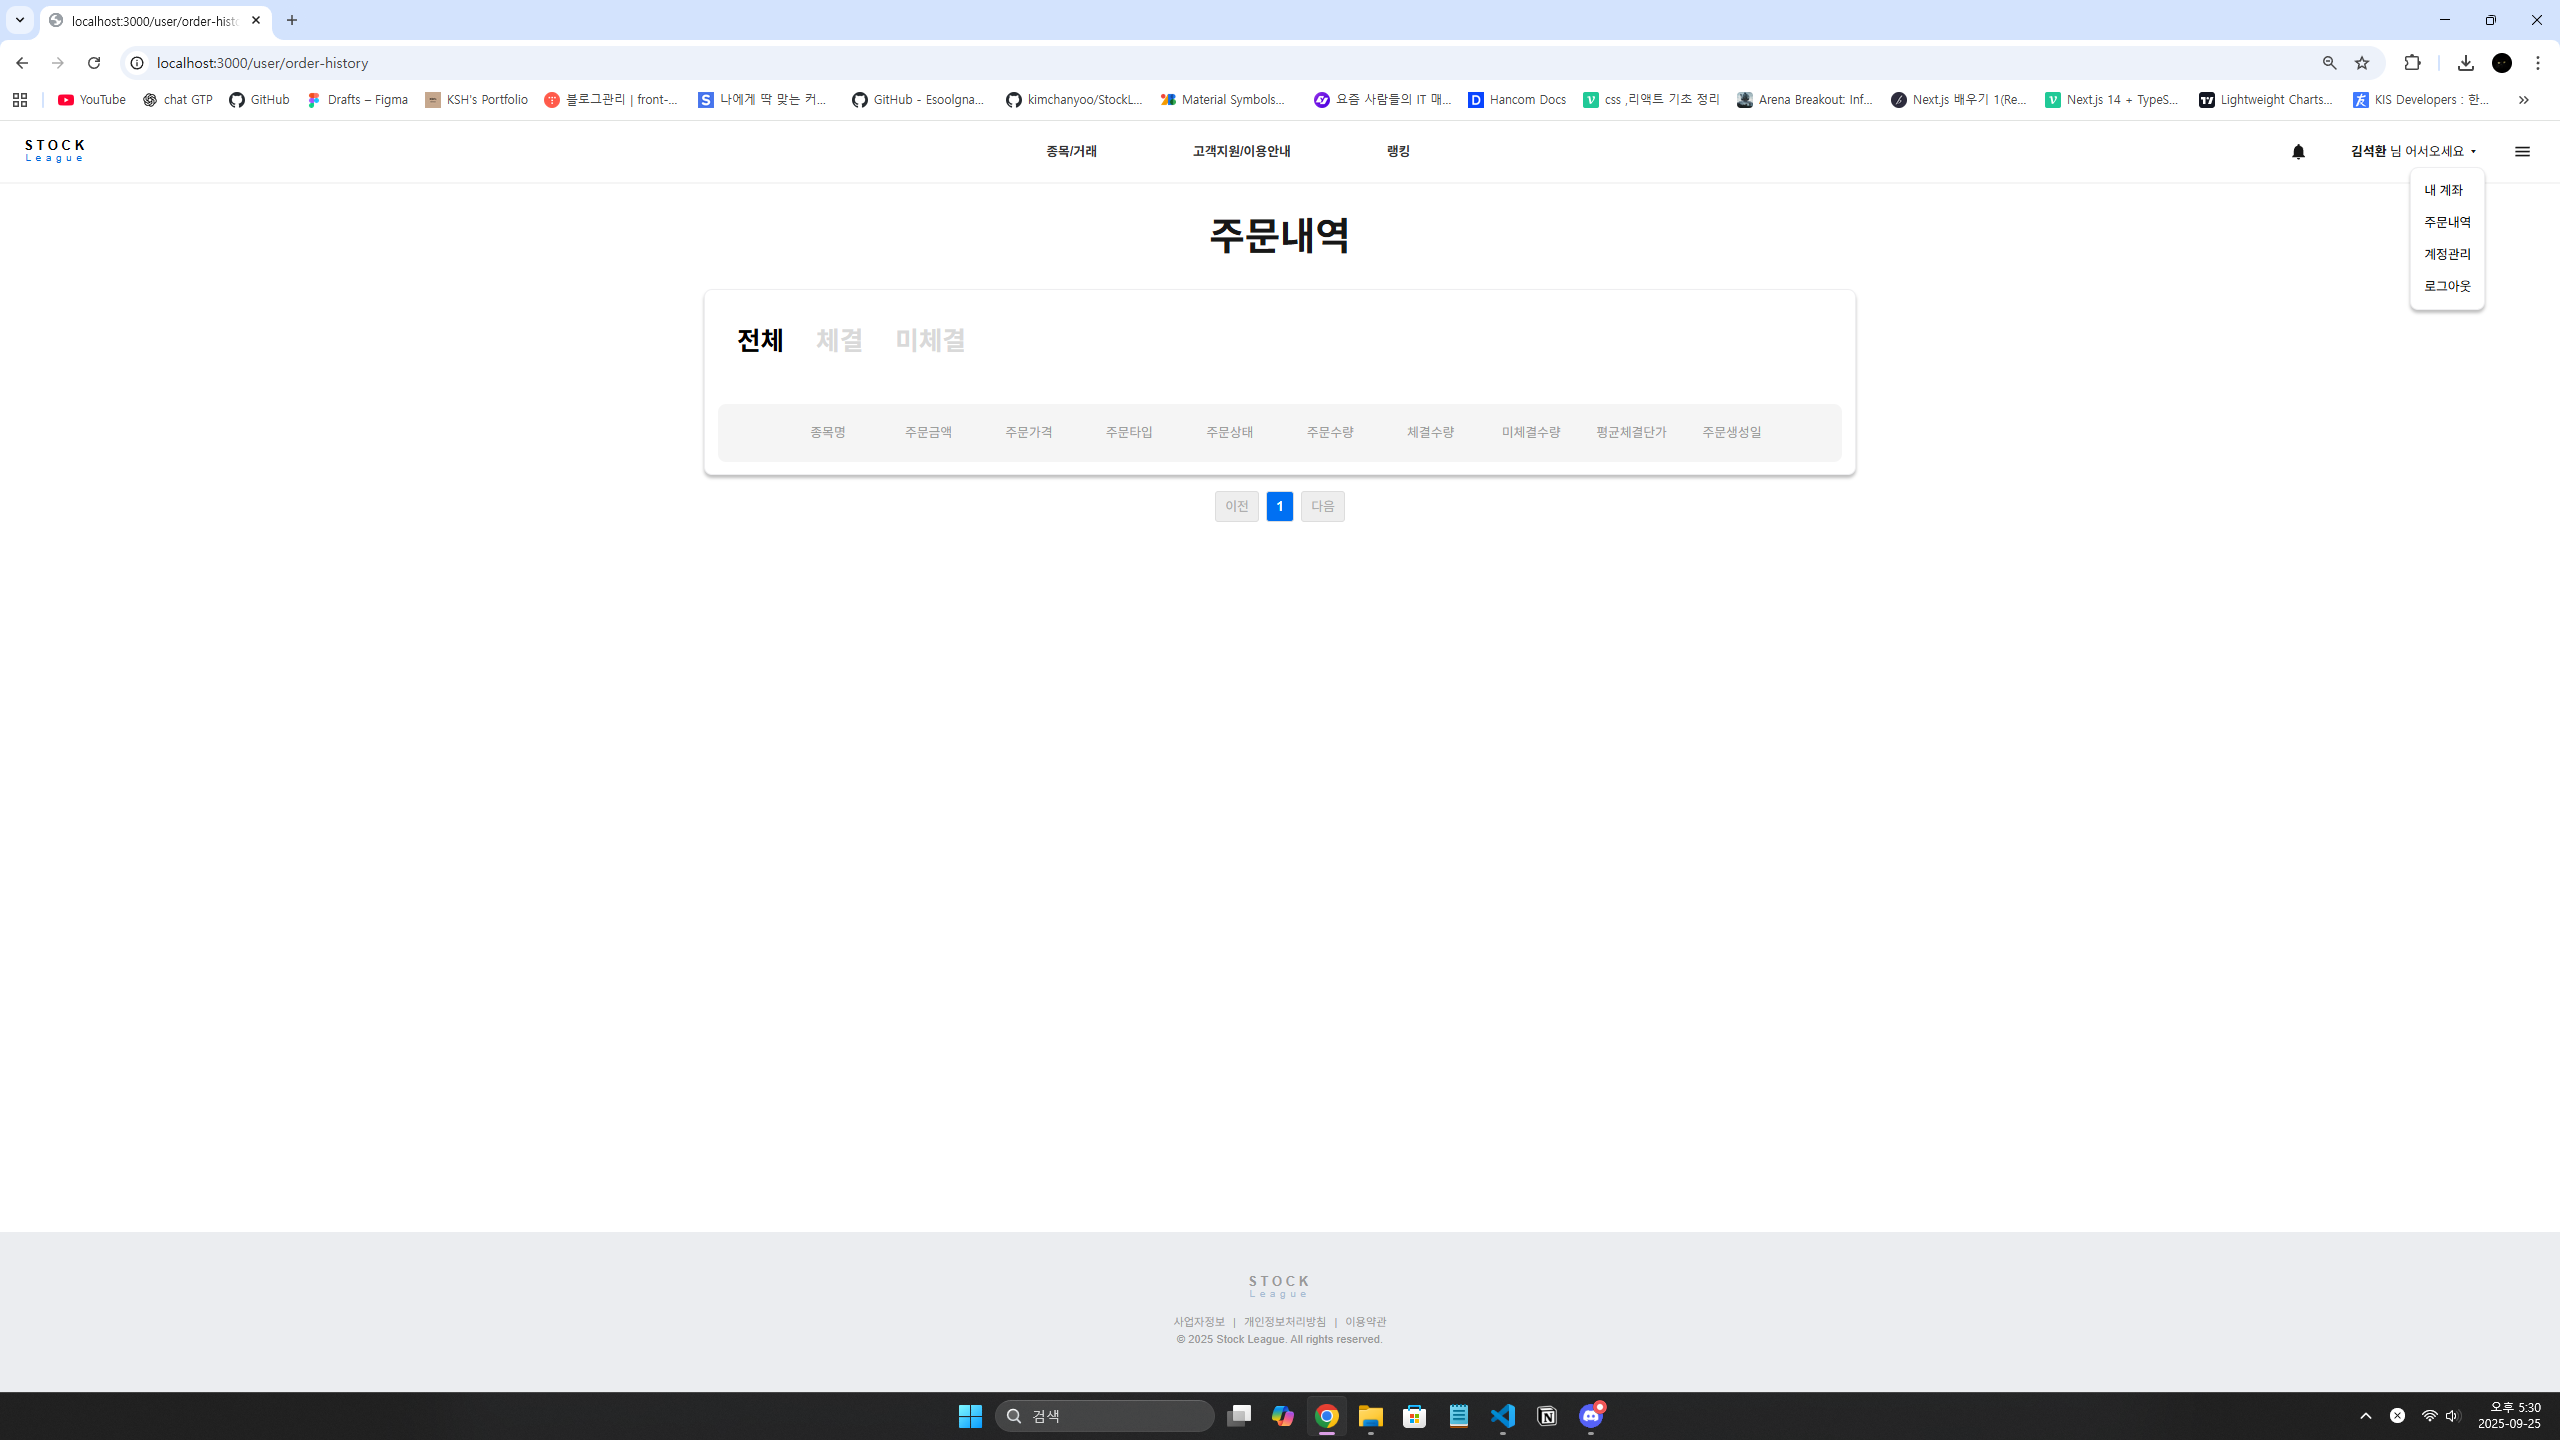 localhost:3000/user/order-histo
localhost:3000/user/order-history
YouTube chat GTP GitHub Drafts – Figma KSH's Portfolio 블로그관리 | front-... 나에게 딱 맞는 커... GitHub - Esoolgna... kimchanyoo/StockL... Material Symbols... 요즘 사람들의 IT 매... Hancom Docs css ,리액트 기초 정리 Arena Breakout: Inf... Next.js 배우기 1(Re... Next.js 14 + TypeS... Lightweight Charts... KIS Developers : 한...
STOCK
League
종목/거래 고객지원/이용안내 랭킹
김석환 님 어서오세요
내 계좌
주문내역
계정관리
로그아웃
주문내역
전체 체결 미체결
종목명 주문금액 주문가격 주문타입 주문상태 주문수량 체결수량 미체결수량 평균체결단가 주문생성일
이전 1 다음
STOCK
League
사업자정보 | 개인정보처리방침 | 이용약관
© 2025 Stock League. All rights reserved.
검색
오후 5:30
2025-09-25